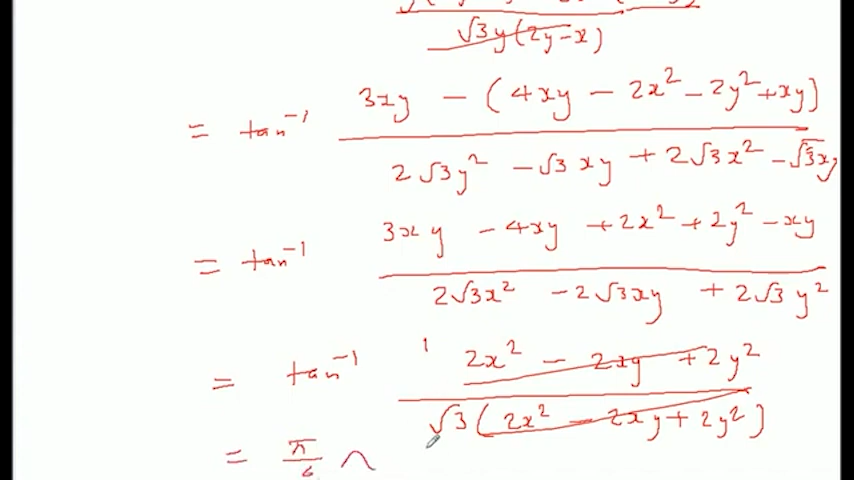 √3y(2y-x)
3xy - (4xy - 2x² - 2y² + xy)
= tan⁻¹
2√3y² - √3xy + 2√3x² - √3xy
3xy - 4xy + 2x² + 2y² - xy
= tan⁻¹
2√3x² - 2√3xy + 2√3y²
1 2x² - 2xy + 2y²
= tan⁻¹
√3(2x² - 2xy + 2y²)
= π/6